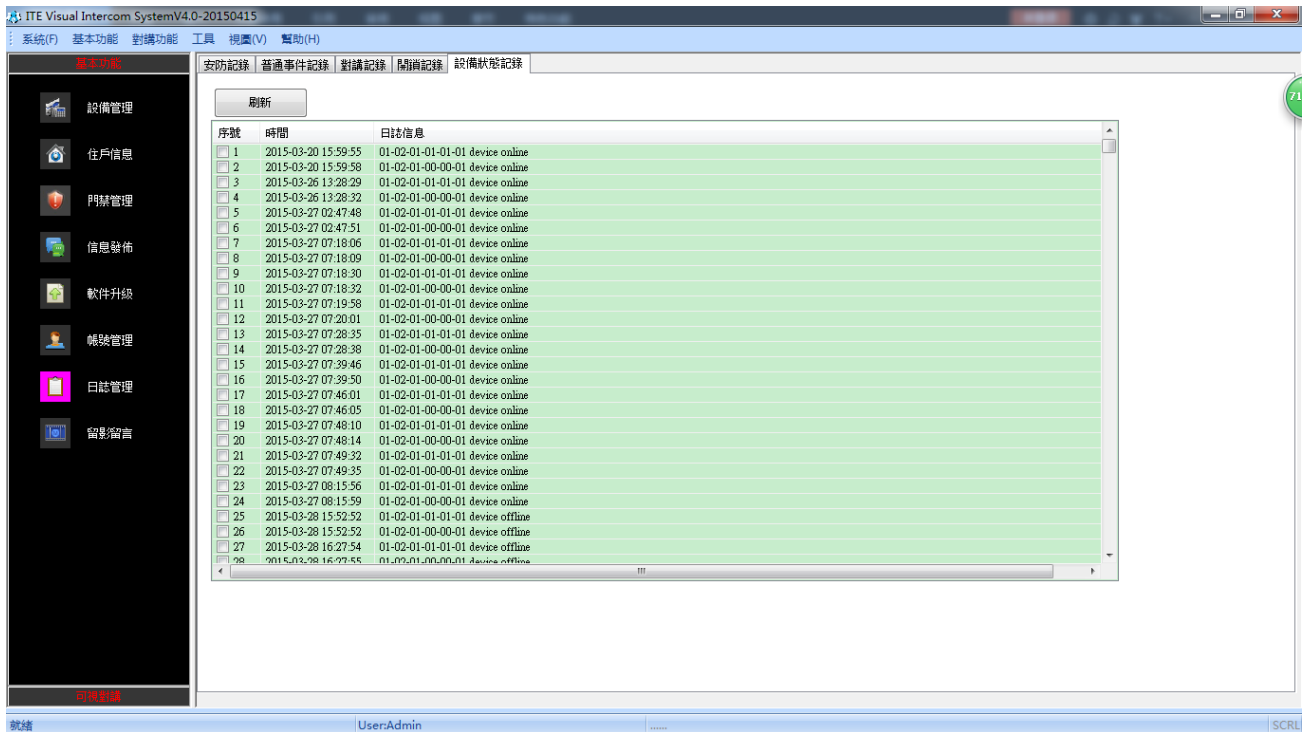 ITE Visual Intercom SystemV4.0-20150415
系统(F) 基本功能 對講功能 工具 視圖(V) 幫助(H)
基本功能
安防記錄 普通事件記錄 對講記錄 開鎖記錄 設備狀態記錄
刷新
71
設備管理
住戶信息
門禁管理
信息發佈
軟件升級
帳號管理
日誌管理
留影留言
序號 時間 日誌信息
1 2015-03-20 15:59:55 01-02-01-01-01-01 device online
2 2015-03-20 15:59:58 01-02-01-00-00-01 device online
3 2015-03-26 13:28:29 01-02-01-01-01-01 device online
4 2015-03-26 13:28:32 01-02-01-00-00-01 device online
5 2015-03-27 02:47:48 01-02-01-01-01-01 device online
6 2015-03-27 02:47:51 01-02-01-00-00-01 device online
7 2015-03-27 07:18:06 01-02-01-01-01-01 device online
8 2015-03-27 07:18:09 01-02-01-00-00-01 device online
9 2015-03-27 07:18:30 01-02-01-01-01-01 device online
10 2015-03-27 07:18:32 01-02-01-00-00-01 device online
11 2015-03-27 07:19:58 01-02-01-01-01-01 device online
12 2015-03-27 07:20:01 01-02-01-00-00-01 device online
13 2015-03-27 07:28:35 01-02-01-01-01-01 device online
14 2015-03-27 07:28:38 01-02-01-00-00-01 device online
15 2015-03-27 07:39:46 01-02-01-01-01-01 device online
16 2015-03-27 07:39:50 01-02-01-00-00-01 device online
17 2015-03-27 07:46:01 01-02-01-01-01-01 device online
18 2015-03-27 07:46:05 01-02-01-00-00-01 device online
19 2015-03-27 07:48:10 01-02-01-01-01-01 device online
20 2015-03-27 07:48:14 01-02-01-00-00-01 device online
21 2015-03-27 07:49:32 01-02-01-01-01-01 device online
22 2015-03-27 07:49:35 01-02-01-00-00-01 device online
23 2015-03-27 08:15:56 01-02-01-01-01-01 device online
24 2015-03-27 08:15:59 01-02-01-00-00-01 device online
25 2015-03-28 15:52:52 01-02-01-01-01-01 device offline
26 2015-03-28 15:52:52 01-02-01-00-00-01 device offline
27 2015-03-28 16:27:54 01-02-01-01-01-01 device offline
28 2015-03-28 16:27:55 01-02-01-00-00-01 device offline
可視對講
就緒 User:Admin ...... SCRL